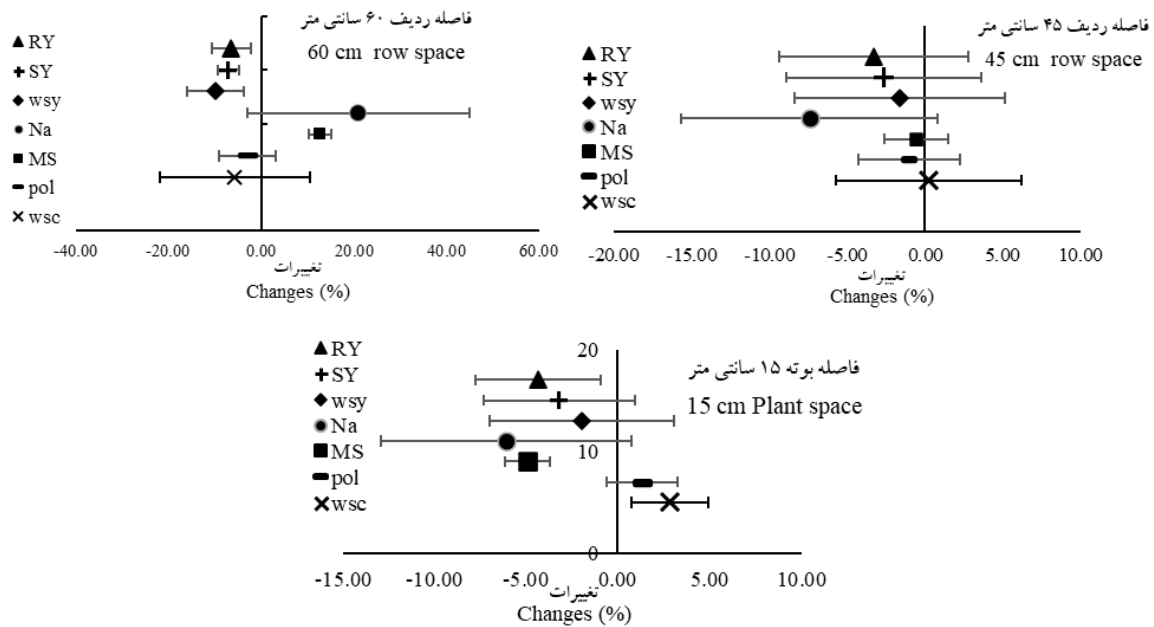 فاصله ردیف ۶۰ سانتی متر
60 cm row space
RY
SY
wsy
Na
MS
pol
wsc
-40.00 -20.00 0.00 20.00 40.00 60.00
تغییرات
Changes (%)
فاصله ردیف ۴۵ سانتی متر
45 cm row space
RY
SY
wsy
Na
MS
pol
wsc
-20.00 -15.00 -10.00 -5.00 0.00 5.00 10.00
تغییرات
Changes (%)
فاصله بوته ۱۵ سانتی متر
15 cm Plant space
RY
SY
wsy
Na
MS
pol
wsc
20
10
0
-15.00 -10.00 -5.00 0.00 5.00 10.00
تغییرات
Changes (%)